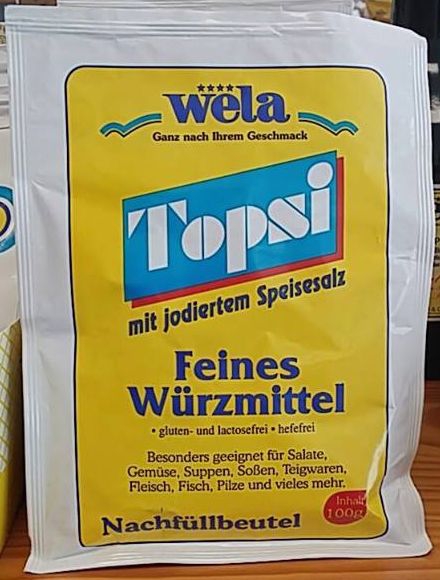 wela
Ganz nach Ihrem Geschmack
Topsi
mit jodiertem Speisesalz
Feines
Würzmittel
• gluten- und lactosefrei • hefefrei
Besonders geeignet für Salate,
Gemüse, Suppen, Soßen, Teigwaren,
Fleisch, Fisch, Pilze und vieles mehr.
Inhalt
100g
Nachfüllbeutel